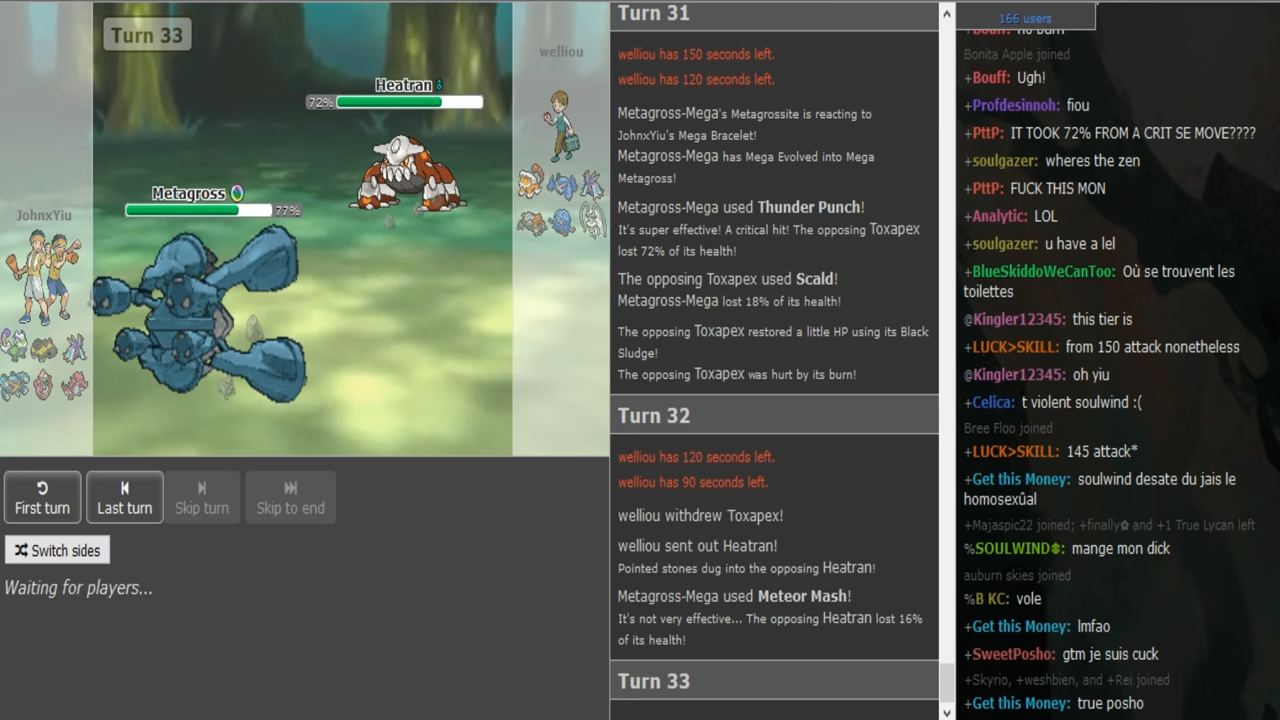 Turn 33
welliou
Heatran
72%
Metagross
77%
JohnxYiu
First turn
Last turn
Skip turn
Skip to end
Switch sides
Waiting for players...
Turn 31
welliou has 150 seconds left.
welliou has 120 seconds left.
Metagross-Mega's Metagrossite is reacting to
JohnxYiu's Mega Bracelet!
Metagross-Mega has Mega Evolved into Mega
Metagross!
Metagross-Mega used Thunder Punch!
It's super effective! A critical hit! The opposing Toxapex
lost 72% of its health!
The opposing Toxapex used Scald!
Metagross-Mega lost 18% of its health!
The opposing Toxapex restored a little HP using its Black
Sludge!
The opposing Toxapex was hurt by its burn!
Turn 32
welliou has 120 seconds left.
welliou has 90 seconds left.
welliou withdrew Toxapex!
welliou sent out Heatran!
Pointed stones dug into the opposing Heatran!
Metagross-Mega used Meteor Mash!
It's not very effective... The opposing Heatran lost 16%
of its health!
Turn 33
166 users
Bonita Apple joined
+Bouff: Ugh!
+Profdesinnoh: fiou
+PttP: IT TOOK 72% FROM A CRIT SE MOVE????
+soulgazer: wheres the zen
+PttP: FUCK THIS MON
+Analytic: LOL
+soulgazer: u have a lel
+BlueSkiddoWeCanToo: Où se trouvent les
toilettes
@Kingler12345: this tier is
+LUCK>SKILL: from 150 attack nonetheless
@Kingler12345: oh yiu
+Celica: t violent soulwind :(
Bree Floo joined
+LUCK>SKILL: 145 attack*
+Get this Money: soulwind desate du jais le
homosexûal
+Majaspic22 joined; +finally✿ and +1 True Lycan left
%SOULWIND❄: mange mon dick
auburn skies joined
%B KC: vole
+Get this Money: lmfao
+SweetPosho: gtm je suis cuck
+Skyrio, +weshbien, and +Rei joined
+Get this Money: true posho